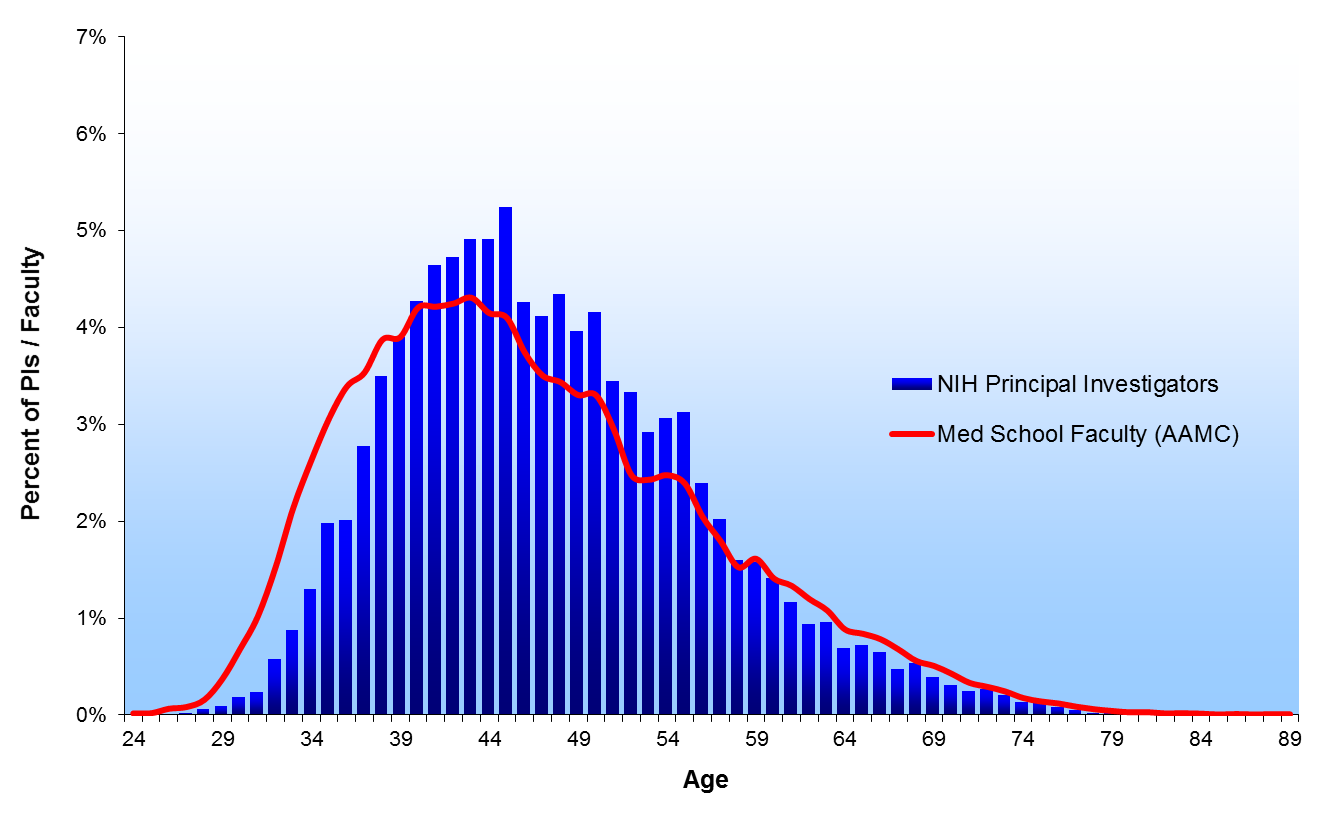 7%
6%
5%
4%
3%
2%
1%
0%
Percent of PIs / Faculty
NIH Principal Investigators
Med School Faculty (AAMC)
24 29 34 39 44 49 54 59 64 69 74 79 84 89
Age